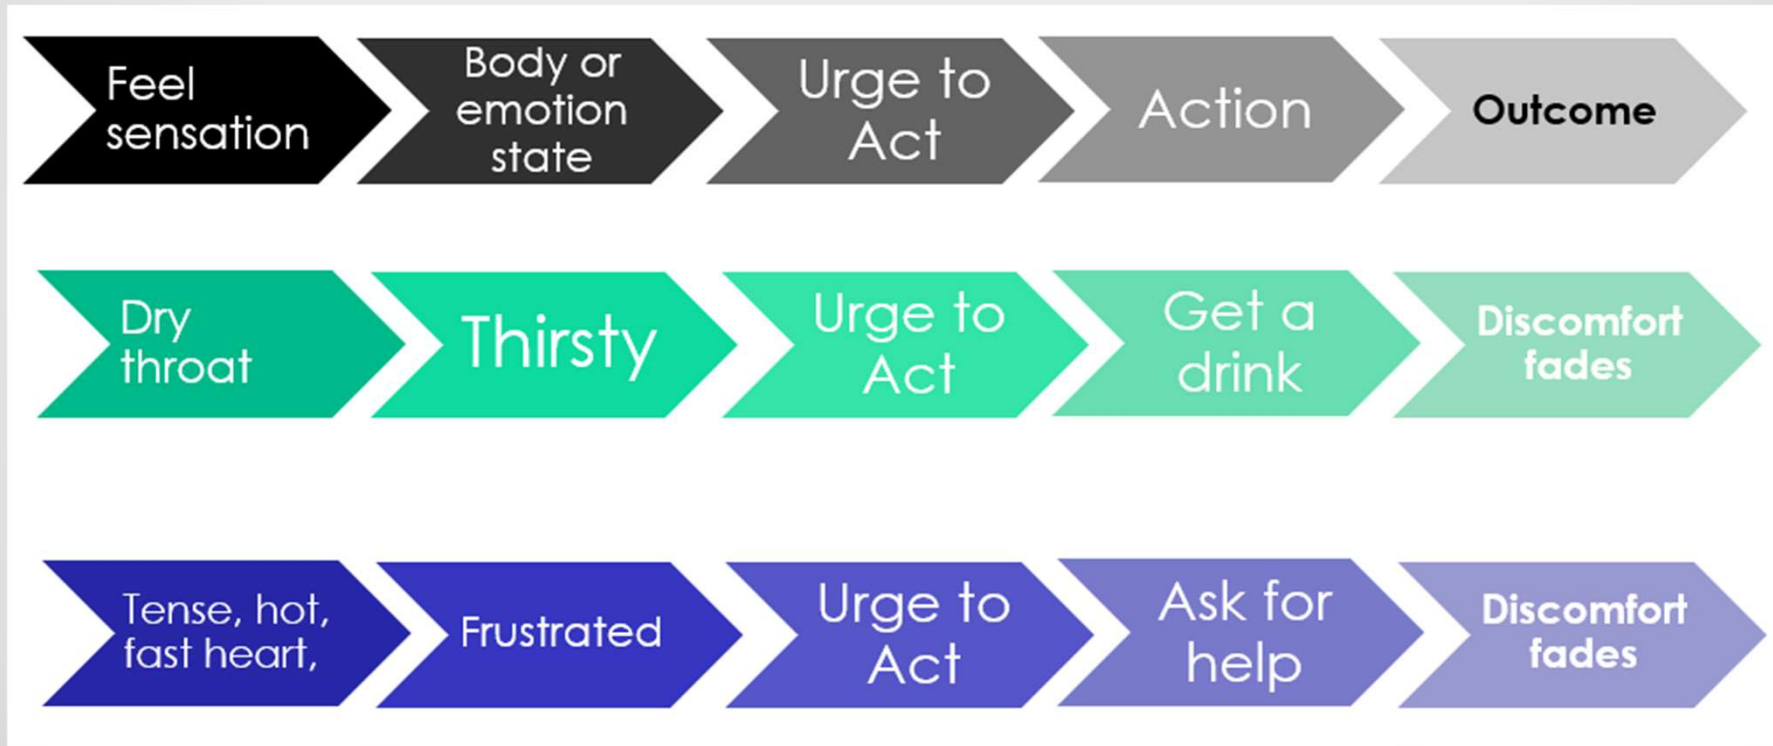 Feel
sensation
Body or
emotion
state
Urge to
Act
Action
Outcome
Dry
throat
Thirsty
Urge to
Act
Get a
drink
Discomfort
fades
Tense, hot,
fast heart,
Frustrated
Urge to
Act
Ask for
help
Discomfort
fades